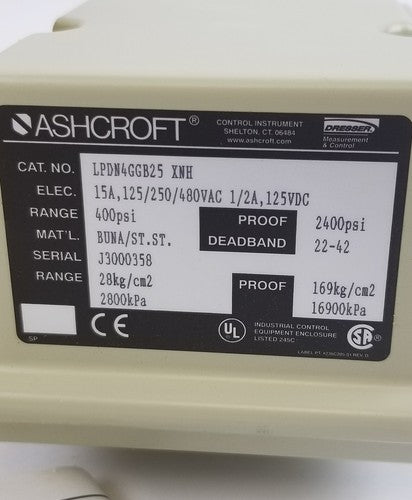 ASHCROFT®
CONTROL INSTRUMENT
SHELTON, CT. 06484
www.ashcroft.com
DRESSER
Measurement
& Control
CAT. NO. LPDN4GGB25 XNH
ELEC. 15A,125/250/480VAC 1/2A,125VDC
RANGE 400psi PROOF 2400psi
MAT'L. BUNA/ST.ST. DEADBAND 22-42
SERIAL J3000358
RANGE 28kg/cm2 PROOF 169kg/cm2
2800kPa 16900kPa
SP
CE
UL
INDUSTRIAL CONTROL
EQUIPMENT ENCLOSURE
LISTED 245C
SA